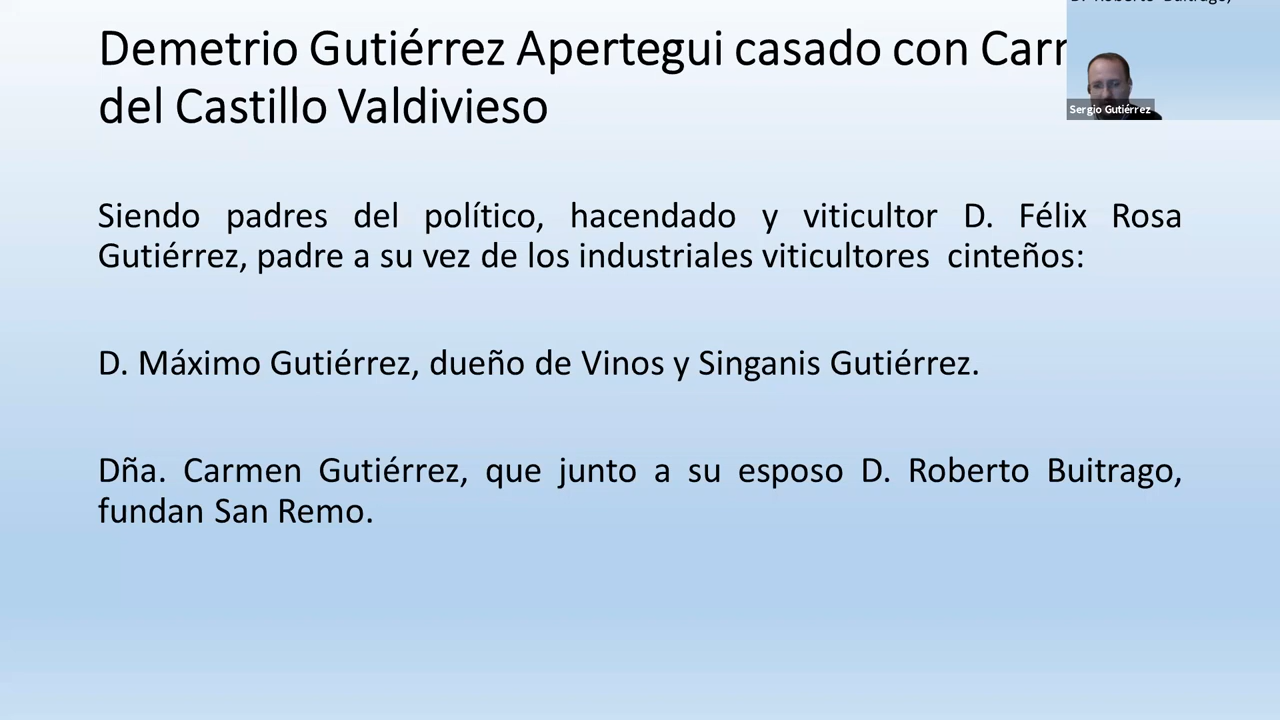 Demetrio Gutiérrez Apertegui casado con
del Castillo Valdivieso
Siendo padres del político, hacendado y viticultor D. Félix Rosa
Gutiérrez, padre a su vez de los industriales viticultores cinteños:
D. Máximo Gutiérrez, dueño de Vinos y Singanis Gutiérrez.
Dña. Carmen Gutiérrez, que junto a su esposo D. Roberto Buitrago,
fundan San Remo.
D. Roberto Buitrago,
Sergio Gutiérrez